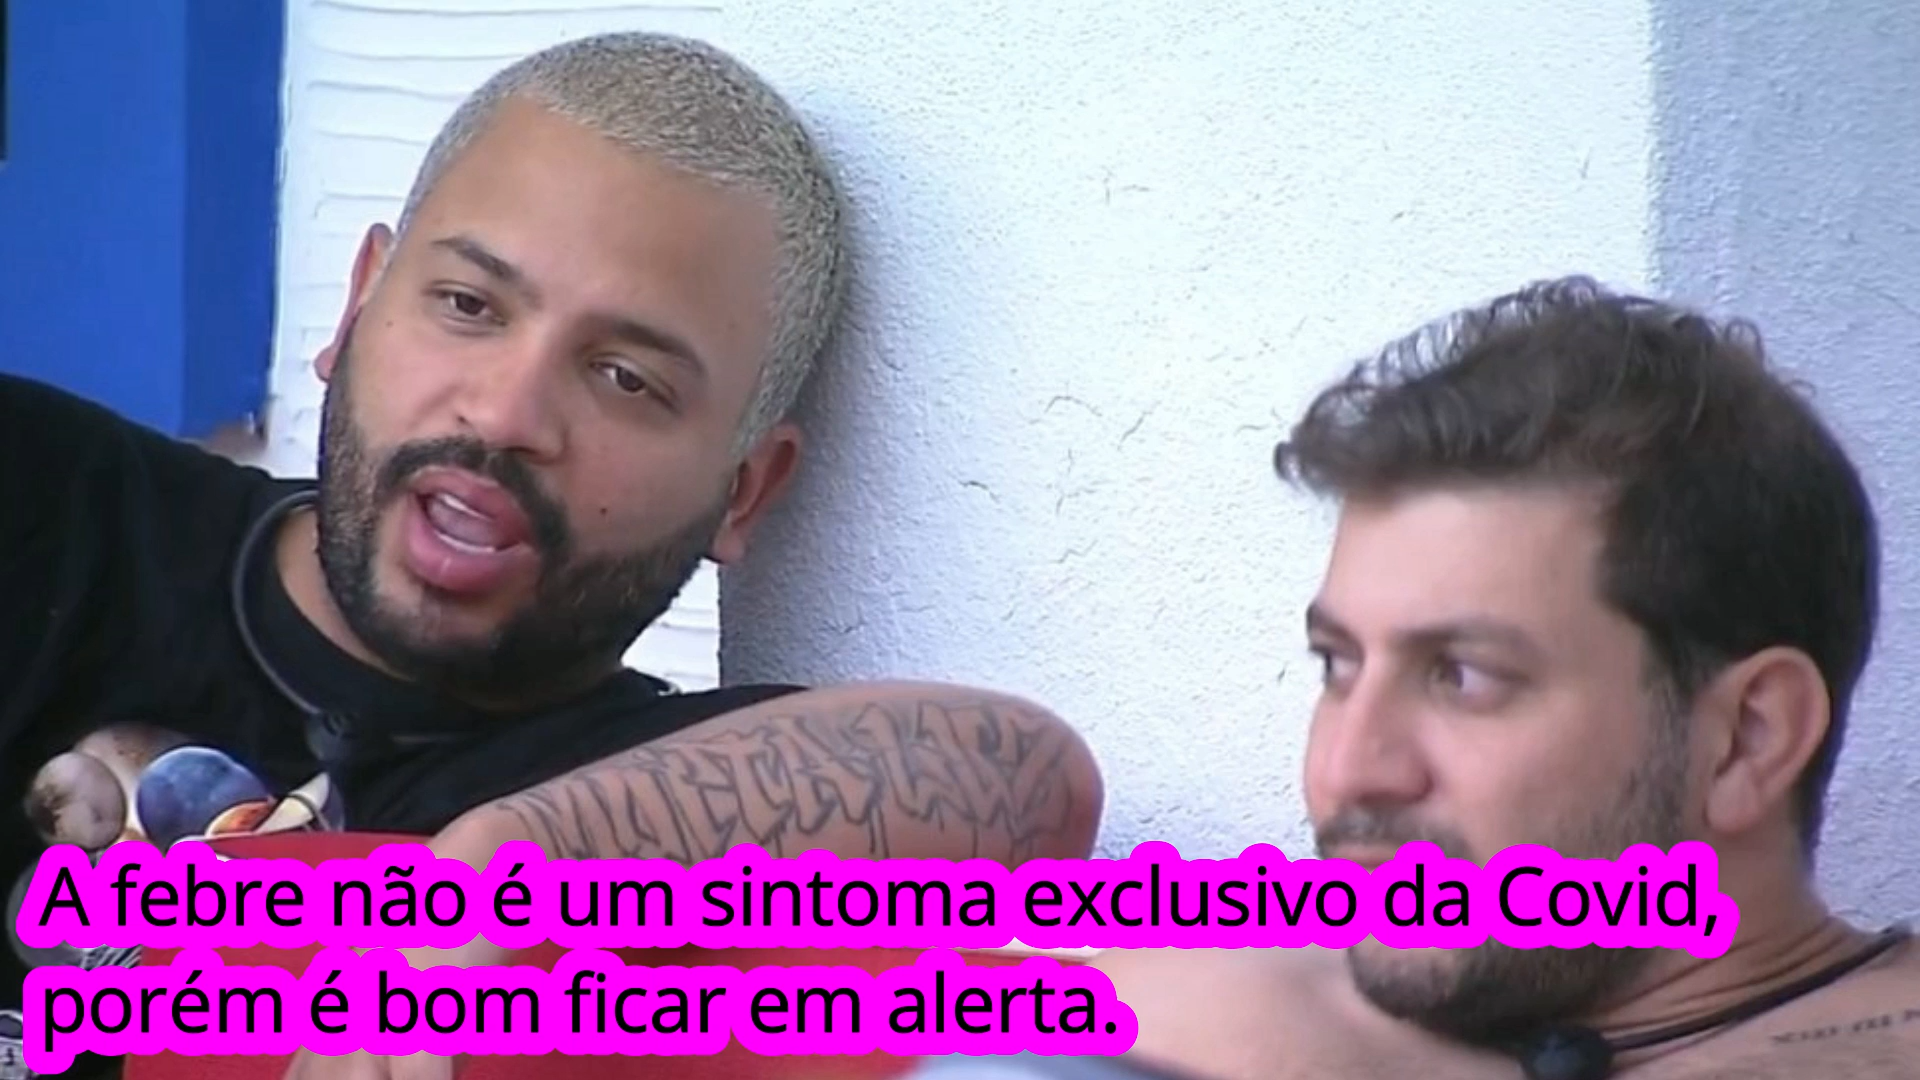 A febre não é um sintoma exclusivo da Covid,
porém é bom ficar em alerta.